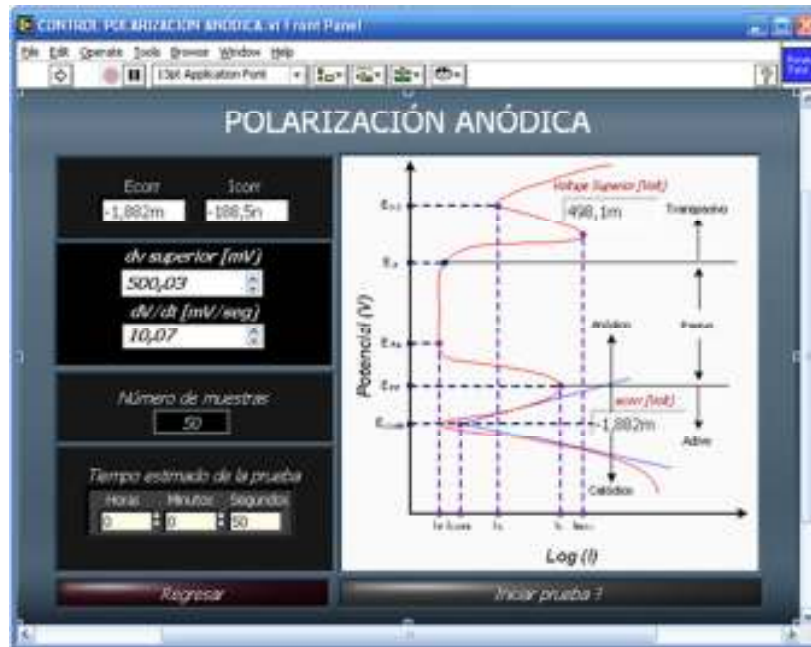 CONTROL POLARIZACIÓN ANÓDICA.vi Front Panel
File Edit Operate Tools Browse Window Help
13pt Application Font
?
POLARIZACIÓN ANÓDICA
Ecorr Icorr
-1,882m -188,5n
dv superior [mV]
500,03
dV/dt [mV/seg]
10,07
Número de muestras
50
Tiempo estimado de la prueba
Horas Minutos Segundos
0 0 50
Regresar
Potencial (V)
Voltaje Superior [Volt]
498,1m
Transpasivo
Anódico
Pasivo
ecorr [Volt]
-1,882m
Activo
Catódico
Log (I)
Iniciar prueba ?